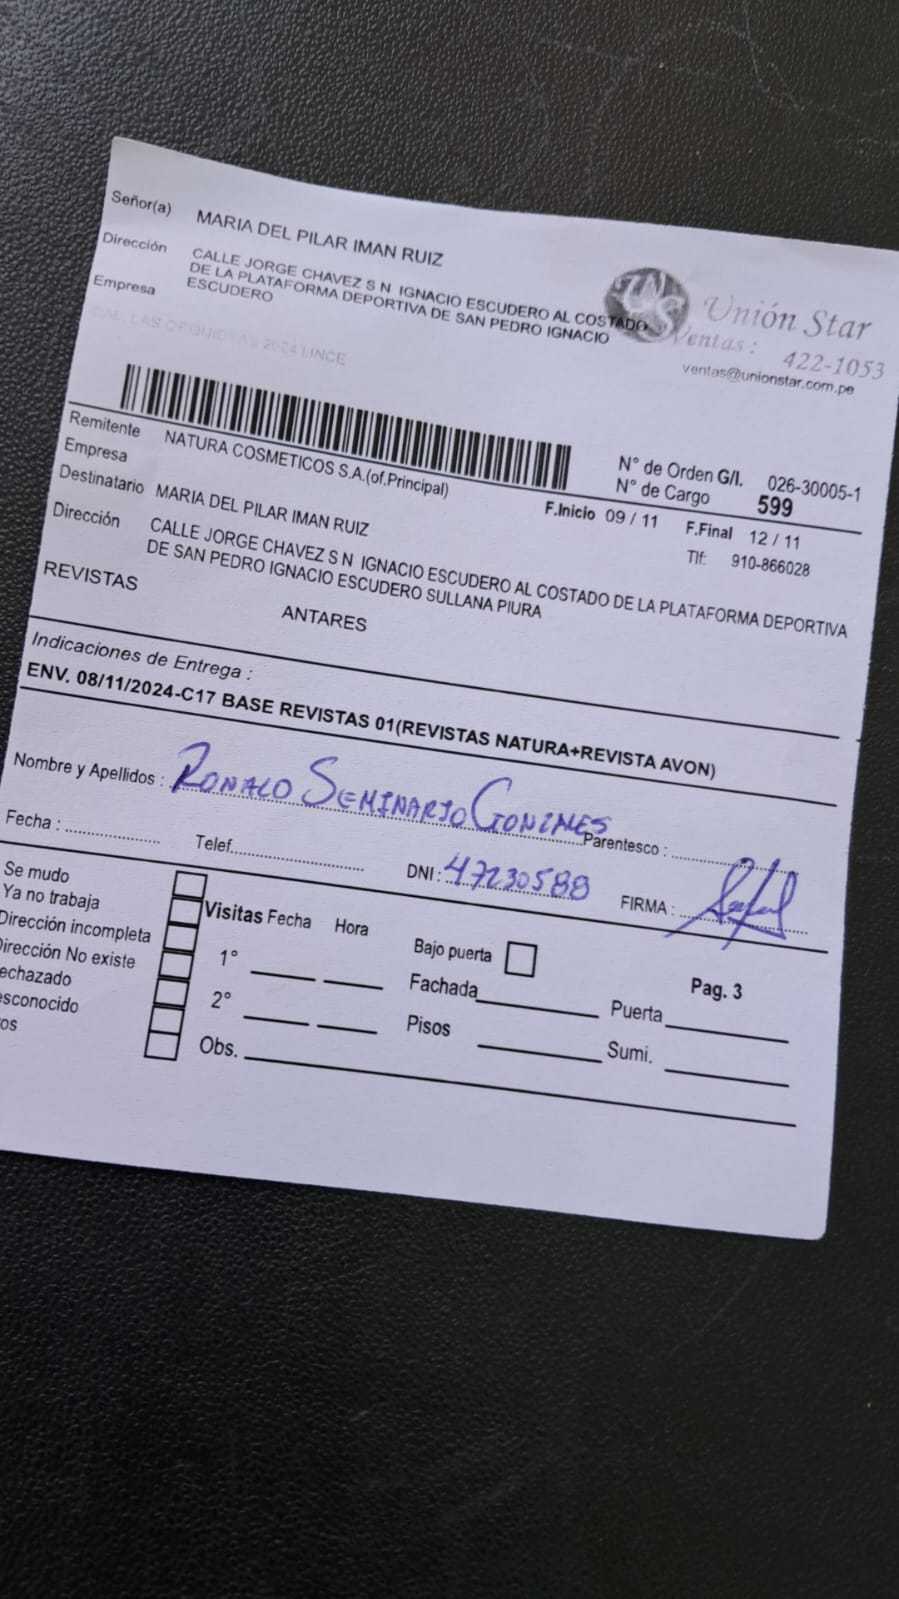 Señor(a) MARIA DEL PILAR IMAN RUIZ
Dirección CALLE JORGE CHAVEZ S N IGNACIO ESCUDERO AL COSTADO
DE LA PLATAFORMA DEPORTIVA DE SAN PEDRO IGNACIO
ESCUDERO
Empresa
Unión Star
Ventas : 422-1053
ventas@unionstar.com.pe
2024 LINCE
Remitente NATURA COSMETICOS S.A.(of.Principal)
Empresa
N° de Orden G/I. 026-30005-1
N° de Cargo 599
Destinatario MARIA DEL PILAR IMAN RUIZ
F.Inicio 09 / 11 F.Final 12 / 11
Tlf: 910-866028
Dirección CALLE JORGE CHAVEZ S N IGNACIO ESCUDERO AL COSTADO DE LA PLATAFORMA DEPORTIVA
DE SAN PEDRO IGNACIO ESCUDERO SULLANA PIURA
REVISTAS
ANTARES
Indicaciones de Entrega :
ENV. 08/11/2024-C17 BASE REVISTAS 01(REVISTAS NATURA+REVISTA AVON)
Nombre y Apellidos : RONALD SEMINARIO Parentesco :
Fecha : Telef. DNI : 47230588 FIRMA :
Se mudo
Ya no trabaja
Dirección incompleta
Dirección No existe
echazado
esconocido
ros
Visitas Fecha Hora
1°
2°
Obs.
Bajo puerta
Fachada Puerta
Pisos Sumi.
Pag. 3